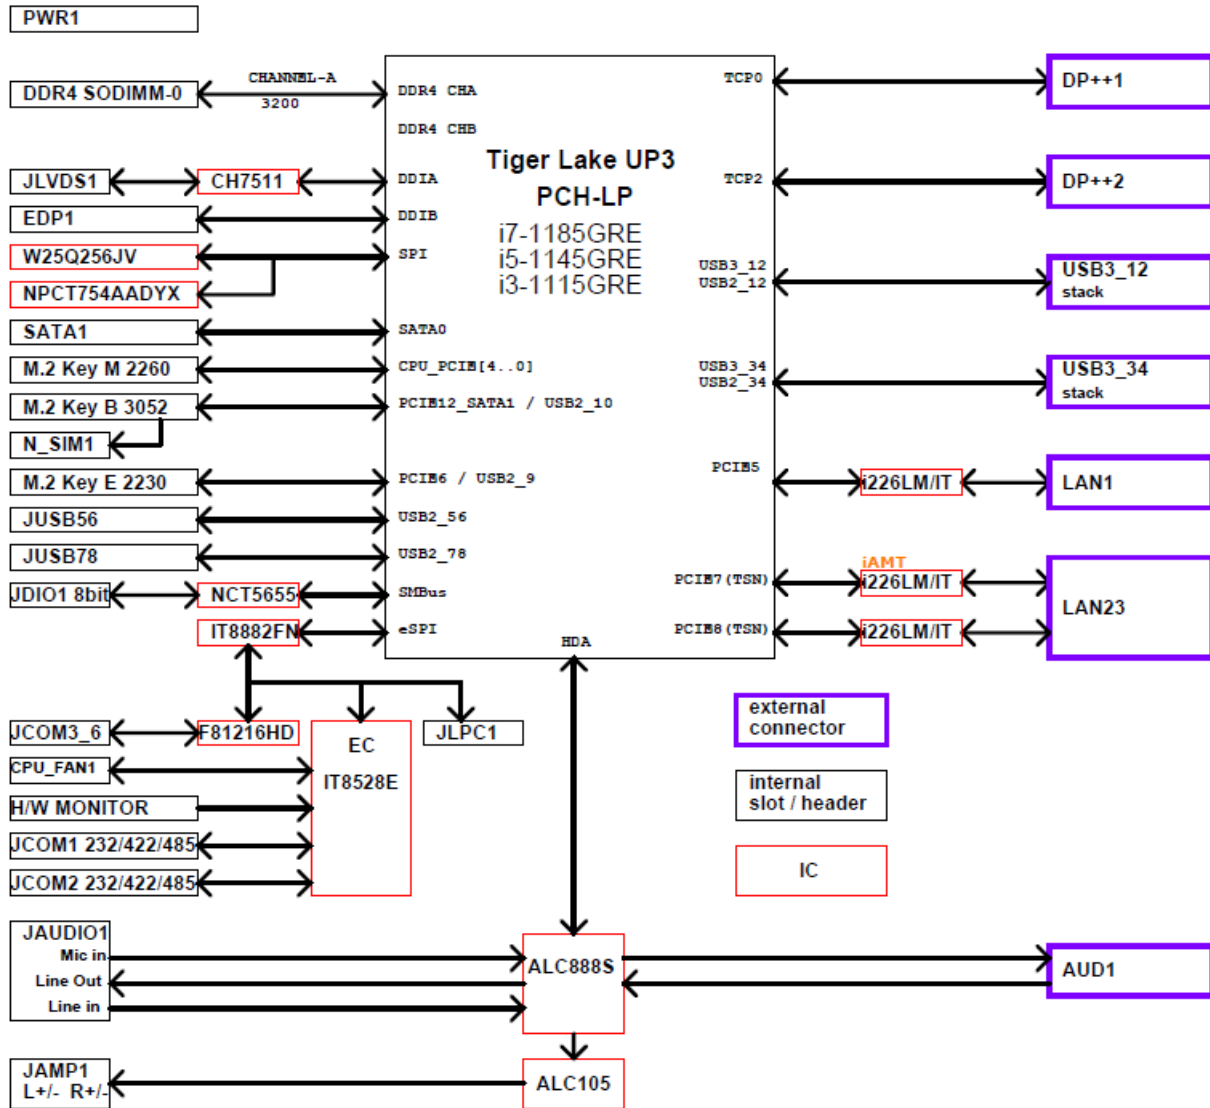 PWR1
DDR4 SODIMM-0
CHANNEL-A
3200
DDR4 CHA
DDR4 CHB
JLVDS1
CH7511
DDIA
EDP1
DDIB
W25Q256JV
SPI
NPCT754AADYX
SATA1
SATA0
M.2 Key M 2260
CPU_PCIE[4..0]
M.2 Key B 3052
PCIE12_SATA1 / USB2_10
N_SIM1
M.2 Key E 2230
PCIE6 / USB2_9
JUSB56
USB2_56
JUSB78
USB2_78
JDIO1 8bit
NCT5655
SMBus
IT8882FN
eSPI
Tiger Lake UP3
PCH-LP
i7-1185GRE
i5-1145GRE
i3-1115GRE
HDA
TCP0
DP++1
TCP2
DP++2
USB3_12
USB2_12
USB3_12
stack
USB3_34
USB2_34
USB3_34
stack
PCIE5
i226LM/IT
LAN1
iAMT
PCIE7(TSN)
i226LM/IT
PCIE8(TSN)
i226LM/IT
LAN23
JCOM3_6
F81216HD
EC
IT8528E
JLPC1
CPU_FAN1
H/W MONITOR
JCOM1 232/422/485
JCOM2 232/422/485
external
connector
internal
slot / header
IC
JAUDIO1
Mic in
Line Out
Line in
ALC888S
AUD1
JAMP1
L+/- R+/-
ALC105